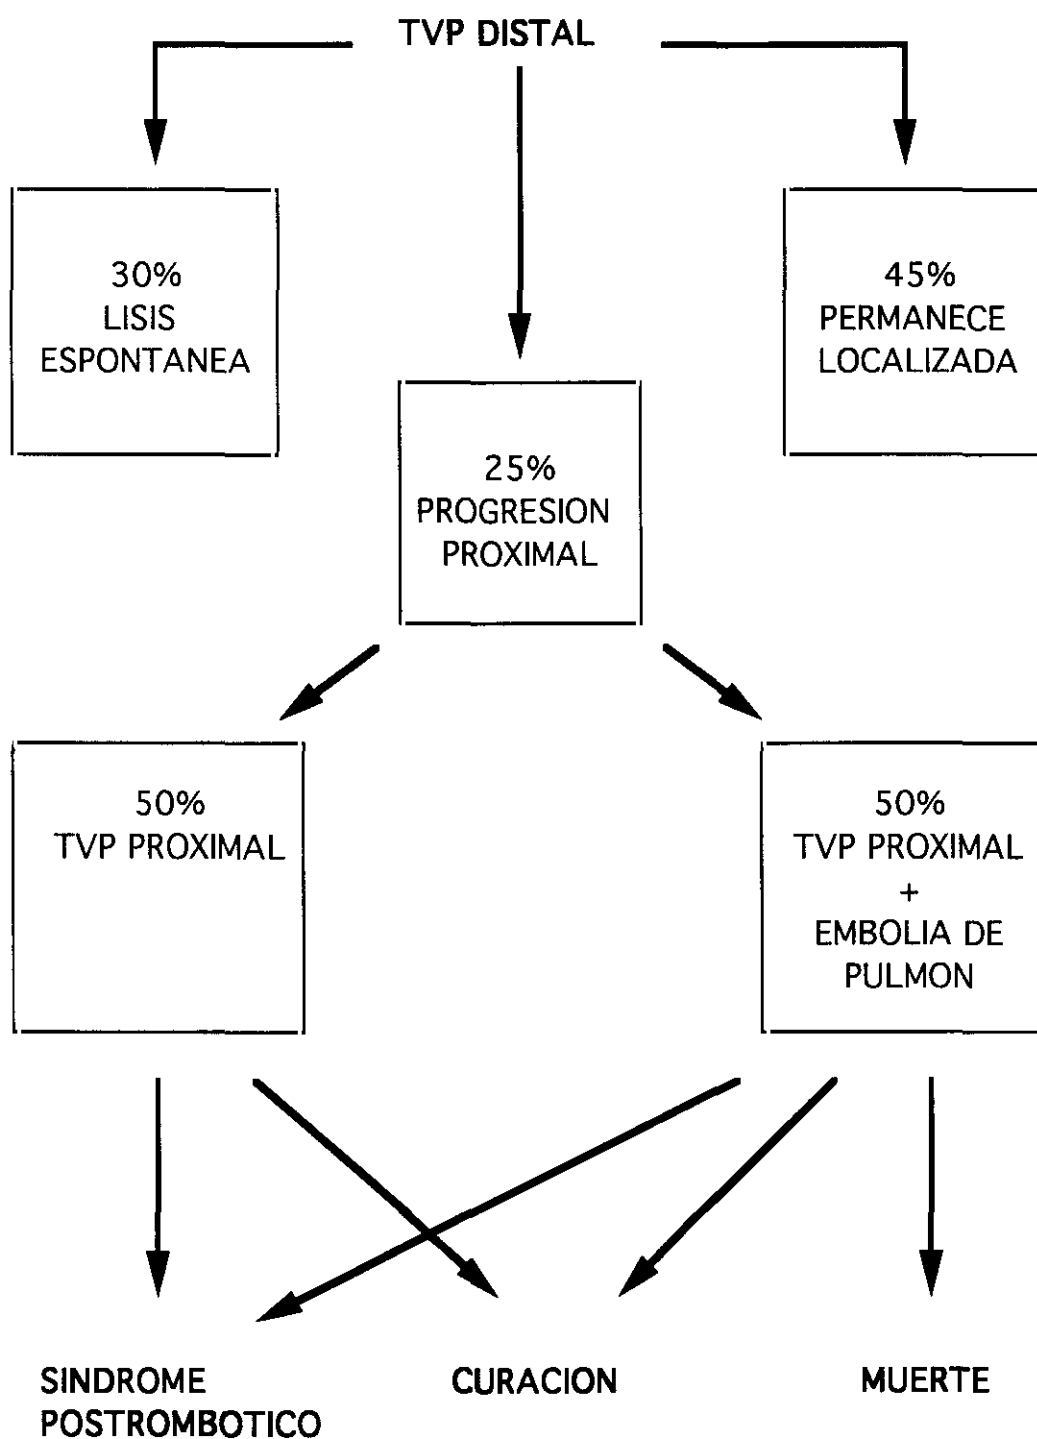 TVP DISTAL
30%
LISIS
ESPONTANEA
45%
PERMANECE
LOCALIZADA
25%
PROGRESION
PROXIMAL
50%
TVP PROXIMAL
50%
TVP PROXIMAL
+
EMBOLIA DE
PULMON
SINDROME
POSTROMBOTICO
CURACION
MUERTE